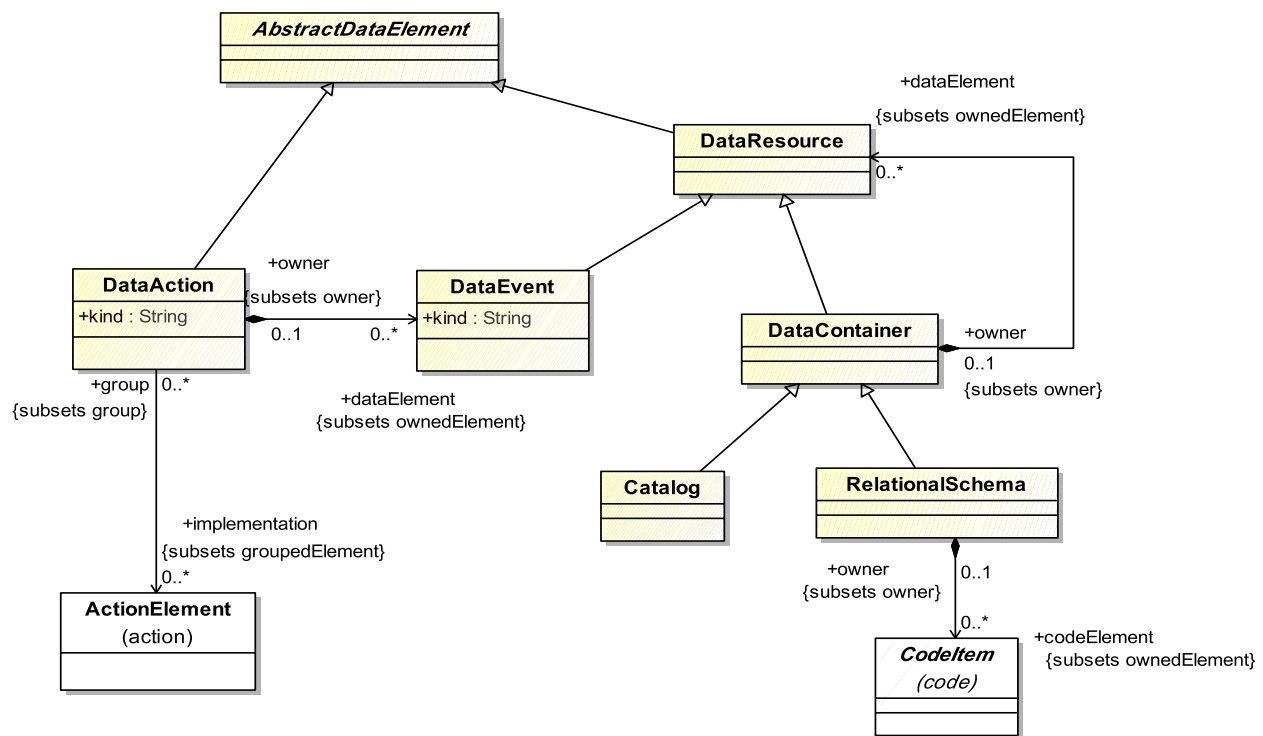 AbstractDataElement
+dataElement
{subsets ownedElement}
DataResource
0..*
DataAction
+kind : String
+owner
{subsets owner}
0..1
0..*
DataEvent
+kind : String
DataContainer
+owner
0..1
{subsets owner}
+group
0..*
{subsets group}
+dataElement
{subsets ownedElement}
Catalog
RelationalSchema
+implementation
{subsets groupedElement}
0..*
+owner
0..1
{subsets owner}
ActionElement
(action)
0..*
+codeElement
{subsets ownedElement}
CodeItem
(code)